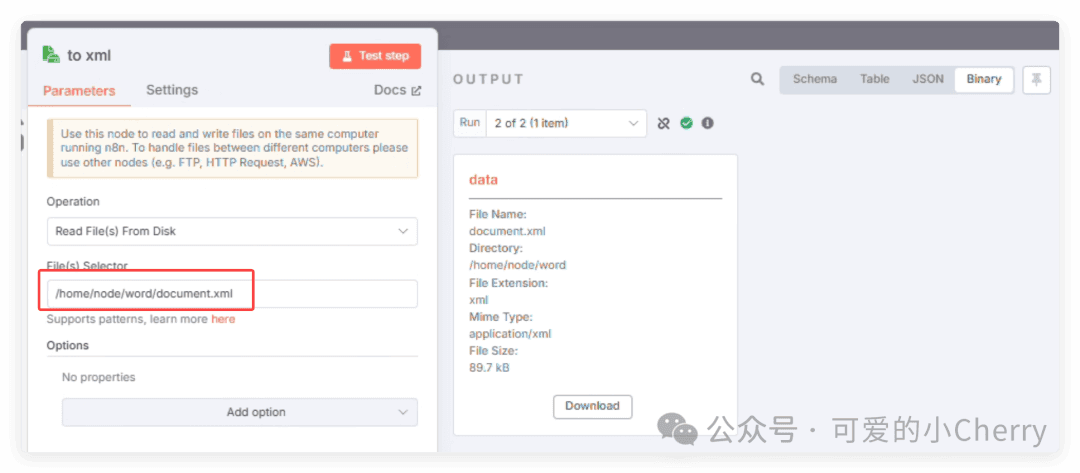 to xml
Test step
Parameters
Settings
Docs
Use this node to read and write files on the same computer
running n8n. To handle files between different computers please
use other nodes (e.g. FTP, HTTP Request, AWS).
Operation
Read File(s) From Disk
File(s) Selector
/home/node/word/document.xml
Supports patterns, learn more here
Options
No properties
Add option
OUTPUT
Schema
Table
JSON
Binary
Run
2 of 2 (1 item)
data
File Name:
document.xml
Directory:
/home/node/word
File Extension:
xml
Mime Type:
application/xml
File Size:
89.7 kB
Download
公众号 · 可爱的小Cherry